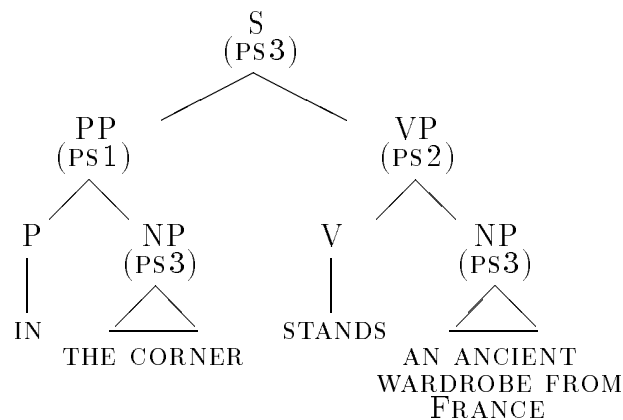 S
(PS3)
PP VP
(PS1) (PS2)
P NP V NP
(PS3) (PS3)
IN STANDS
THE CORNER AN ANCIENT
WARDROBE FROM
FRANCE